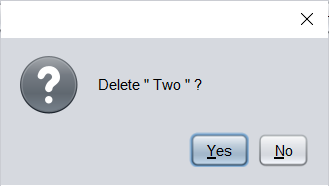 Delete " Two " ?
Yes
No